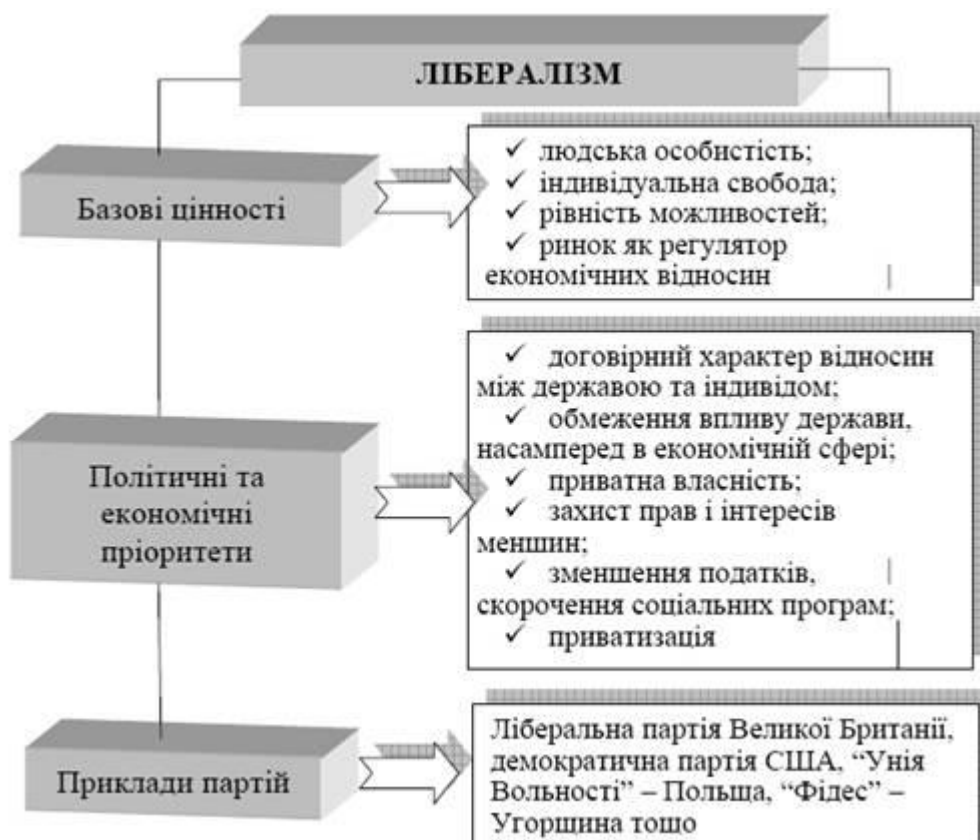 ЛІБЕРАЛІЗМ
Базові цінності
✓ людська особистість;
✓ індивідуальна свобода;
✓ рівність можливостей;
✓ ринок як регулятор
економічних відносин
Політичні та
економічні
пріоритети
✓ договірний характер відносин
між державою та індивідом;
✓ обмеження впливу держави,
насамперед в економічній сфері;
✓ приватна власність;
✓ захист прав і інтересів
меншин;
✓ зменшення податків,
скорочення соціальних програм;
✓ приватизація
Приклади партій
Ліберальна партія Великої Британії,
демократична партія США, “Унія
Вольності” – Польща, “Фідес” –
Угорщина тощо